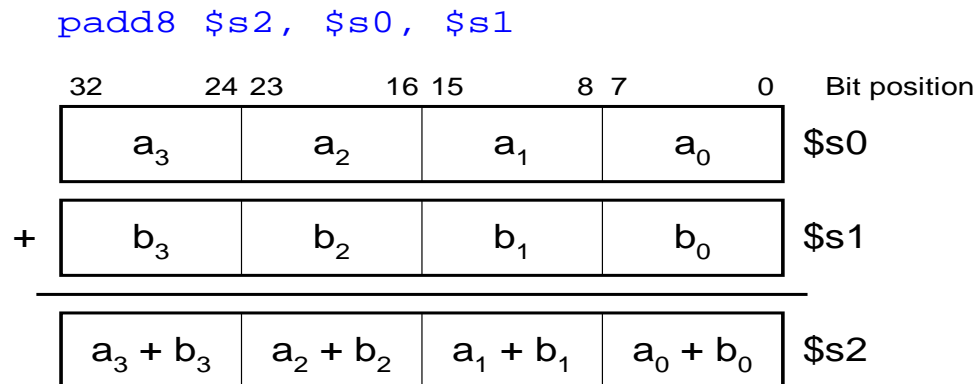 padd8 $s2, $s0, $s1
32 24 23 16 15 8 7 0 Bit position
a3 a2 a1 a0 $s0
+ b3 b2 b1 b0 $s1
a3 + b3 a2 + b2 a1 + b1 a0 + b0 $s2